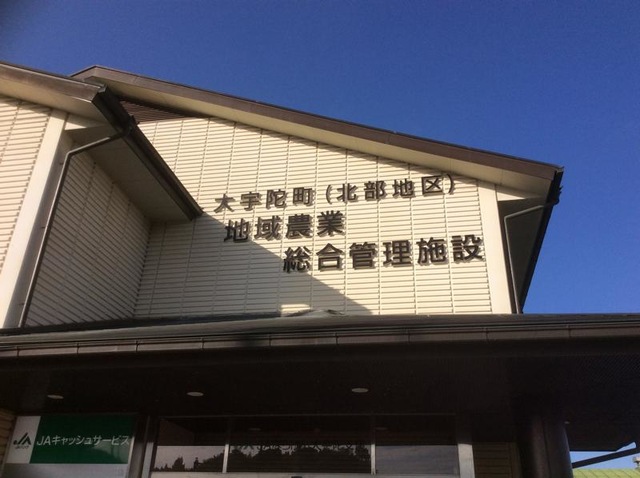 大宇陀町（北部地区）
地域農業
総合管理施設
JA
JAキャッシュサービス